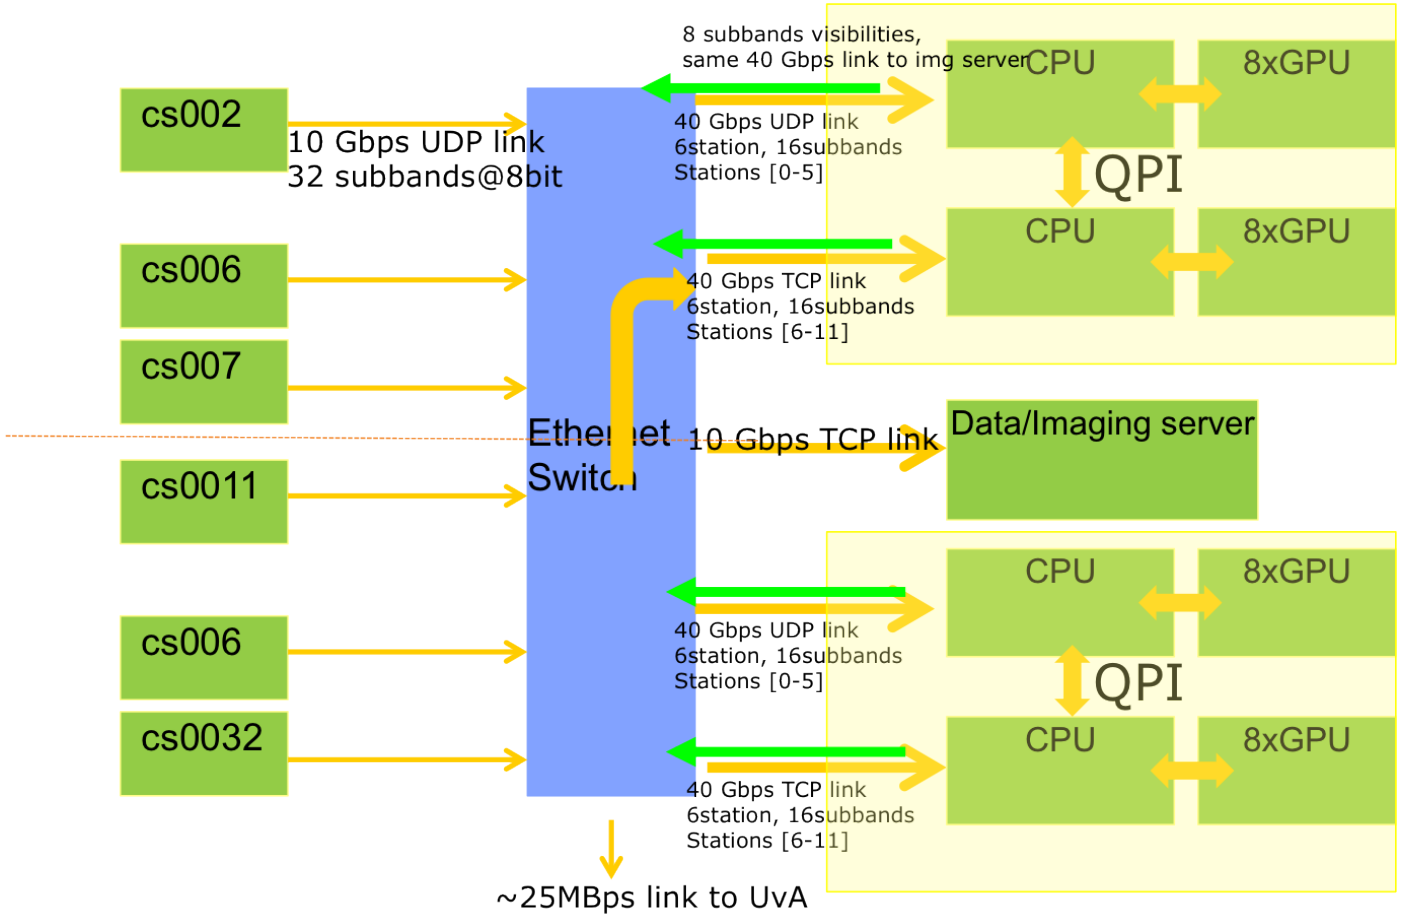 8 subbands visibilities,
same 40 Gbps link to img server
CPU
8xGPU
cs002
10 Gbps UDP link
32 subbands@8bit
40 Gbps UDP link
6station, 16subbands
Stations [0-5]
QPI
CPU
8xGPU
cs006
40 Gbps TCP link
6station, 16subbands
Stations [6-11]
cs007
Ethernet
Switch
10 Gbps TCP link
Data/Imaging server
cs0011
CPU
8xGPU
cs006
40 Gbps UDP link
6station, 16subbands
Stations [0-5]
QPI
CPU
8xGPU
cs0032
40 Gbps TCP link
6station, 16subbands
Stations [6-11]
~25MBps link to UvA